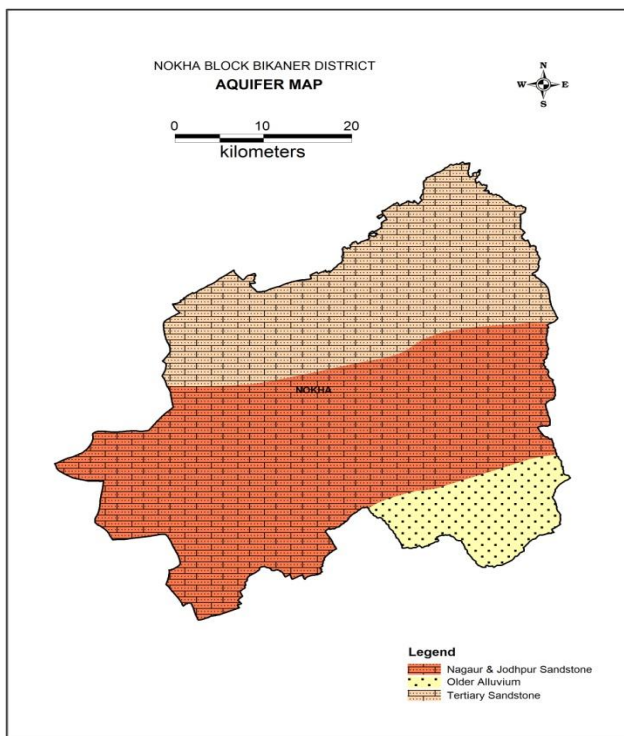 NOKHA BLOCK BIKANER DISTRICT
AQUIFER MAP
N
W E
S
0 10 20
kilometers
NOKHA
Legend
Nagaur & Jodhpur Sandstone
Older Alluvium
Tertiary Sandstone